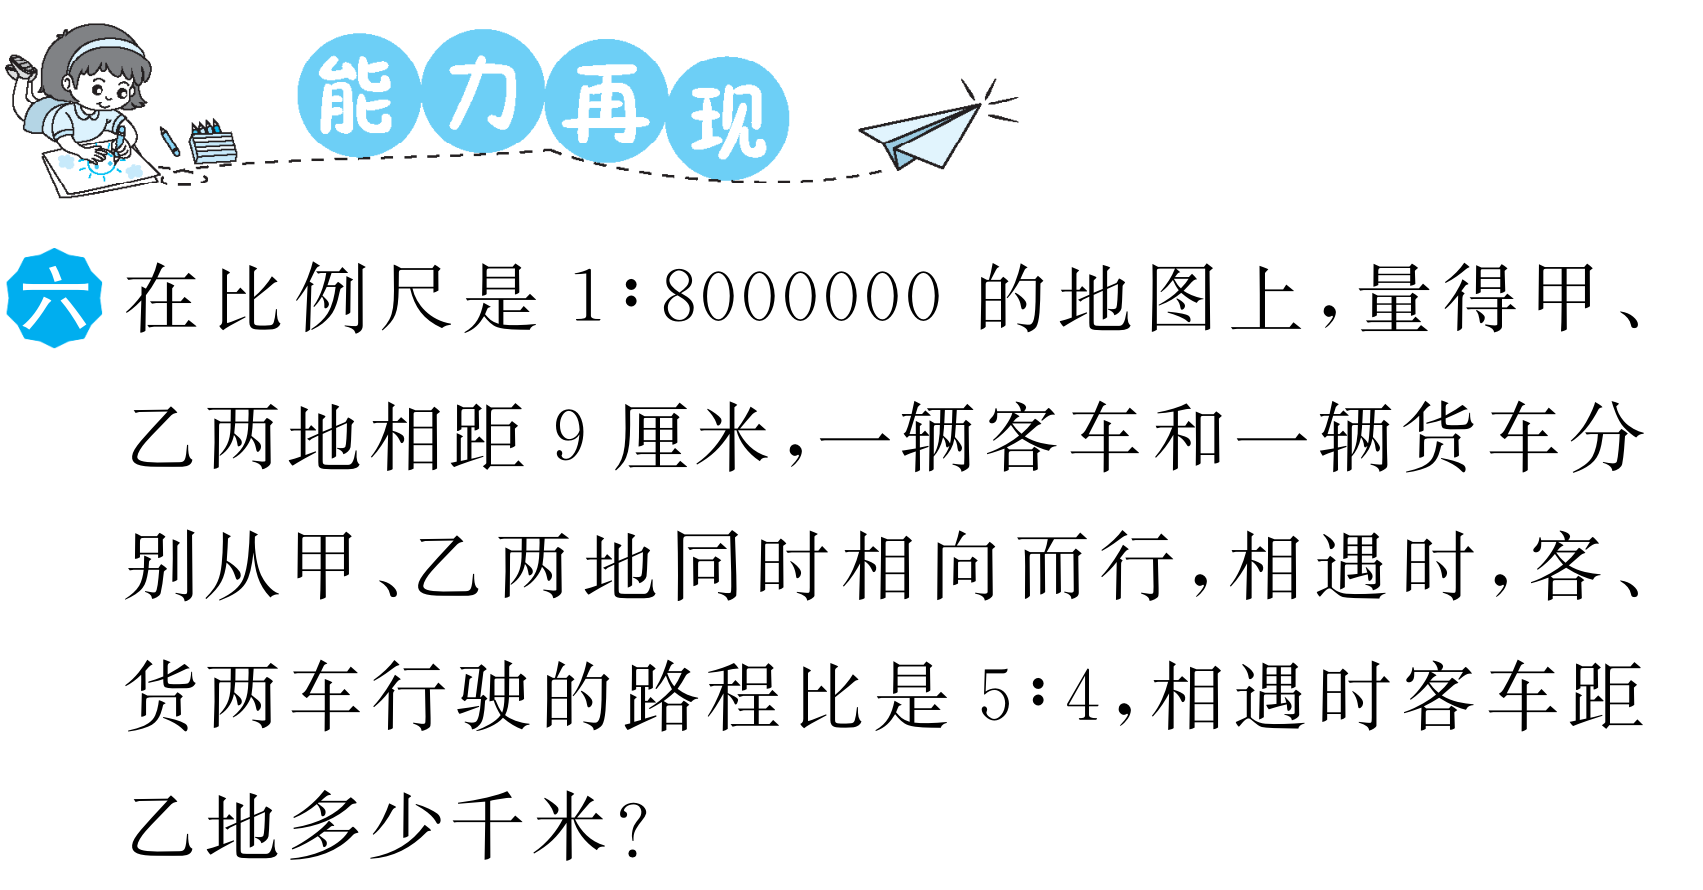 能力再现
六 在比例尺是 1∶8000000 的地图上,量得甲、
乙两地相距 9 厘米,一辆客车和一辆货车分
别从甲、乙两地同时相向而行,相遇时,客、
货两车行驶的路程比是 5∶4,相遇时客车距
乙地多少千米?